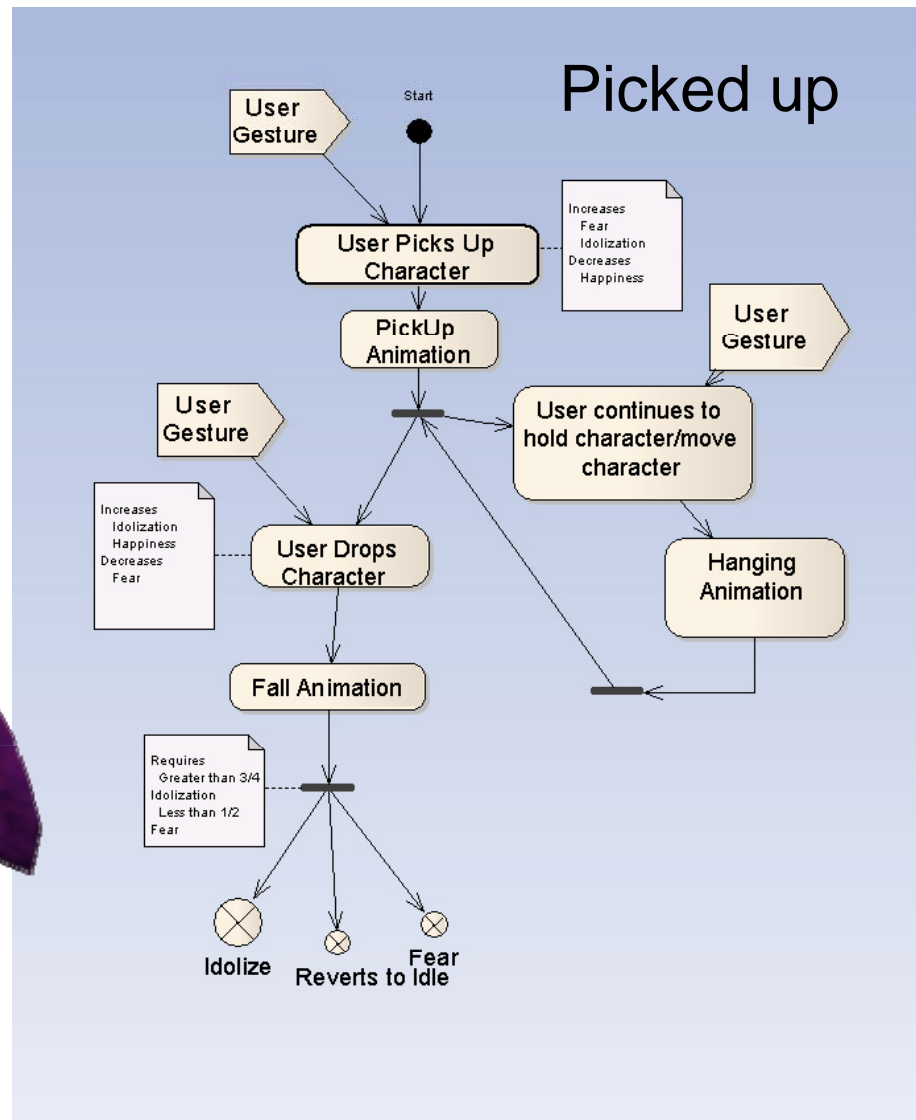 Picked up
Start
User
Gesture
User Picks Up
Character
Increases
Fear
Idolization
Decreases
Happiness
PickUp
Animation
User
Gesture
User continues to
hold character/move
character
User
Gesture
Increases
Idolization
Happiness
Decreases
Fear
User Drops
Character
Hanging
Animation
Fall Animation
Requires
Greater than 3/4
Idolization
Less than 1/2
Fear
Idolize
Reverts to Idle
Fear